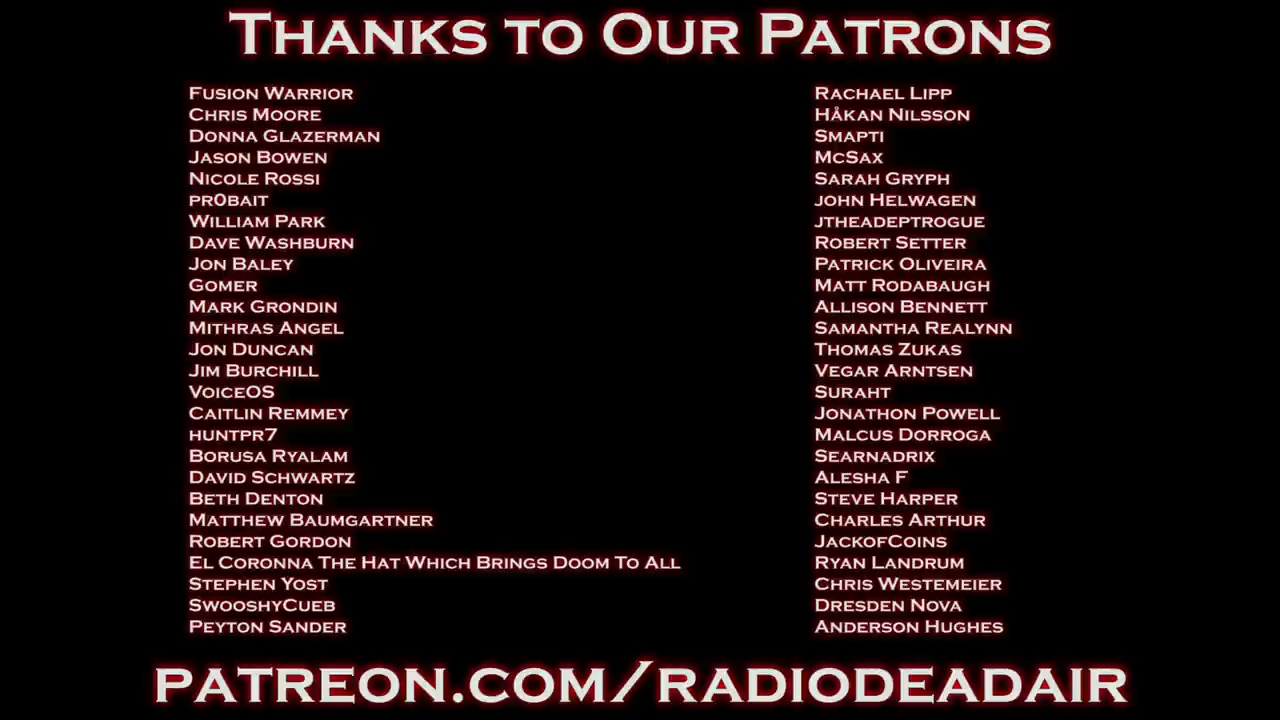 Thanks to Our Patrons
Fusion Warrior
Chris Moore
Donna Glazerman
Jason Bowen
Nicole Rossi
pr0bait
William Park
Dave Washburn
Jon Baley
Gomer
Mark Grondin
Mithras Angel
Jon Duncan
Jim Burchill
VoiceOS
Caitlin Remmey
huntpr7
Borusa Ryalam
David Schwartz
Beth Denton
Matthew Baumgartner
Robert Gordon
El Coronna The Hat Which Brings Doom To All
Stephen Yost
SwooshyCueb
Peyton Sander
Rachael Lipp
Håkan Nilsson
Smapti
McSax
Sarah Gryph
john Helwagen
jtheadeptrogue
Robert Setter
Patrick Oliveira
Matt Rodabaugh
Allison Bennett
Samantha Realynn
Thomas Zukas
Vegar Arntsen
Suraht
Jonathon Powell
Malcus Dorroga
Searnadrix
Alesha F
Steve Harper
Charles Arthur
JackofCoins
Ryan Landrum
Chris Westemeier
Dresden Nova
Anderson Hughes
patreon.com/radiodeadair